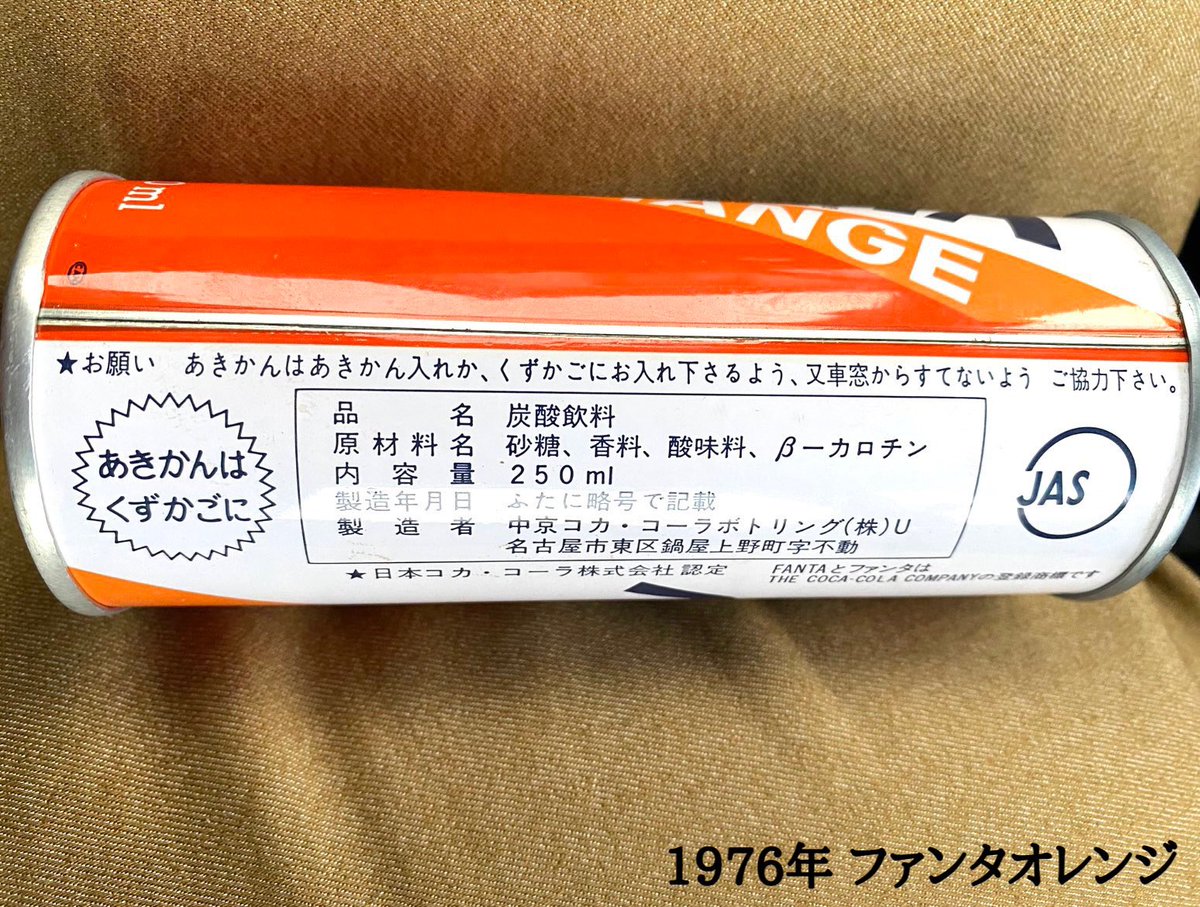 ANGE
★お願い あきかんはあきかん入れか、くずかごにお入れ下さるよう、又車窓からすてないよう ご協力下さい。
あきかんは
くずかごに
品名 炭酸飲料
原材料名 砂糖、香料、酸味料、βーカロチン
内容量 250ml
製造年月日 ふたに略号で記載
製造者 中京コカ・コーラボトリング(株)U
名古屋市東区鍋屋上野町字不動
JAS
★日本コカ・コーラ株式会社認定
FANTAとファンタは
THE COCA-COLA COMPANYの登録商標です
1976年 ファンタオレンジ